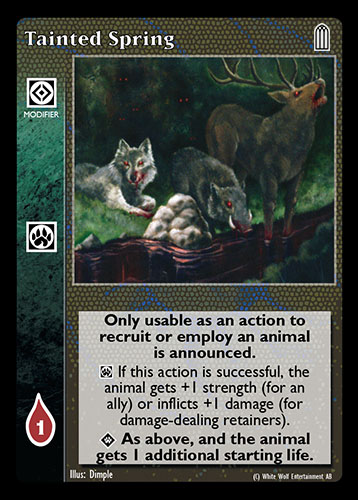 Tainted Spring
MODIFIER
Only usable as an action to
recruit or employ an animal
is announced.
If this action is successful, the
animal gets +1 strength (for an
ally) or inflicts +1 damage (for
damage-dealing retainers).
As above, and the animal
gets 1 additional starting life.
1
Illus: Dimple
(C) White Wolf Entertainment AB